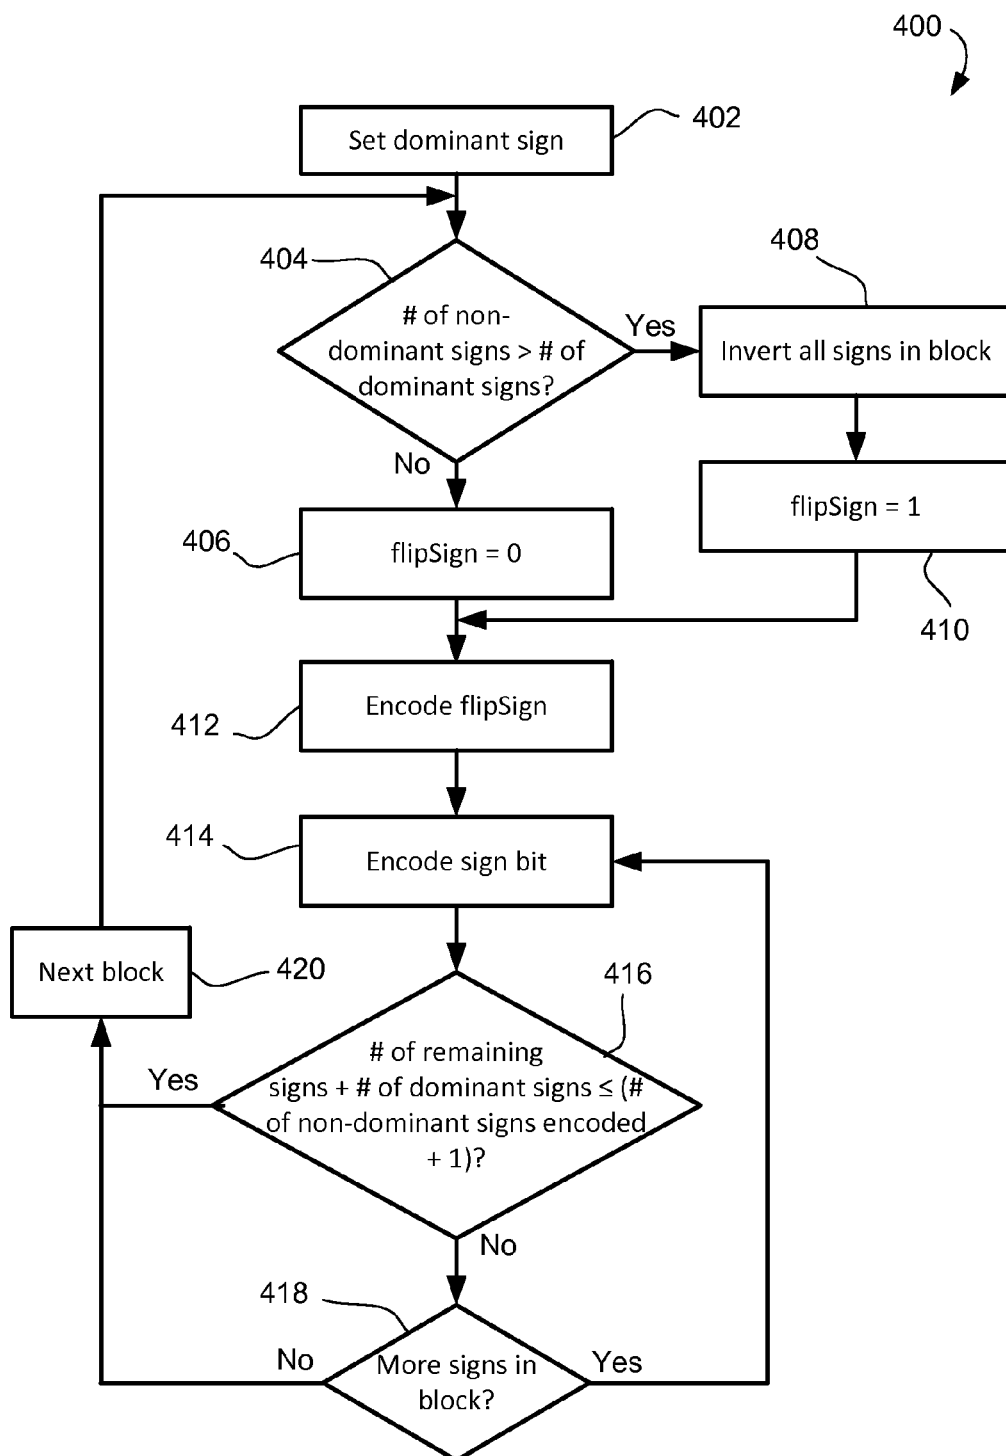 400
Set dominant sign
402
404
# of non-
dominant signs > # of
dominant signs?
Yes
408
Invert all signs in block
No
flipSign = 1
410
406
flipSign = 0
412
Encode flipSign
414
Encode sign bit
Next block
420
416
# of remaining
signs + # of dominant signs ≤ (#
of non-dominant signs encoded
+ 1)?
Yes
No
418
More signs in
block?
No
Yes